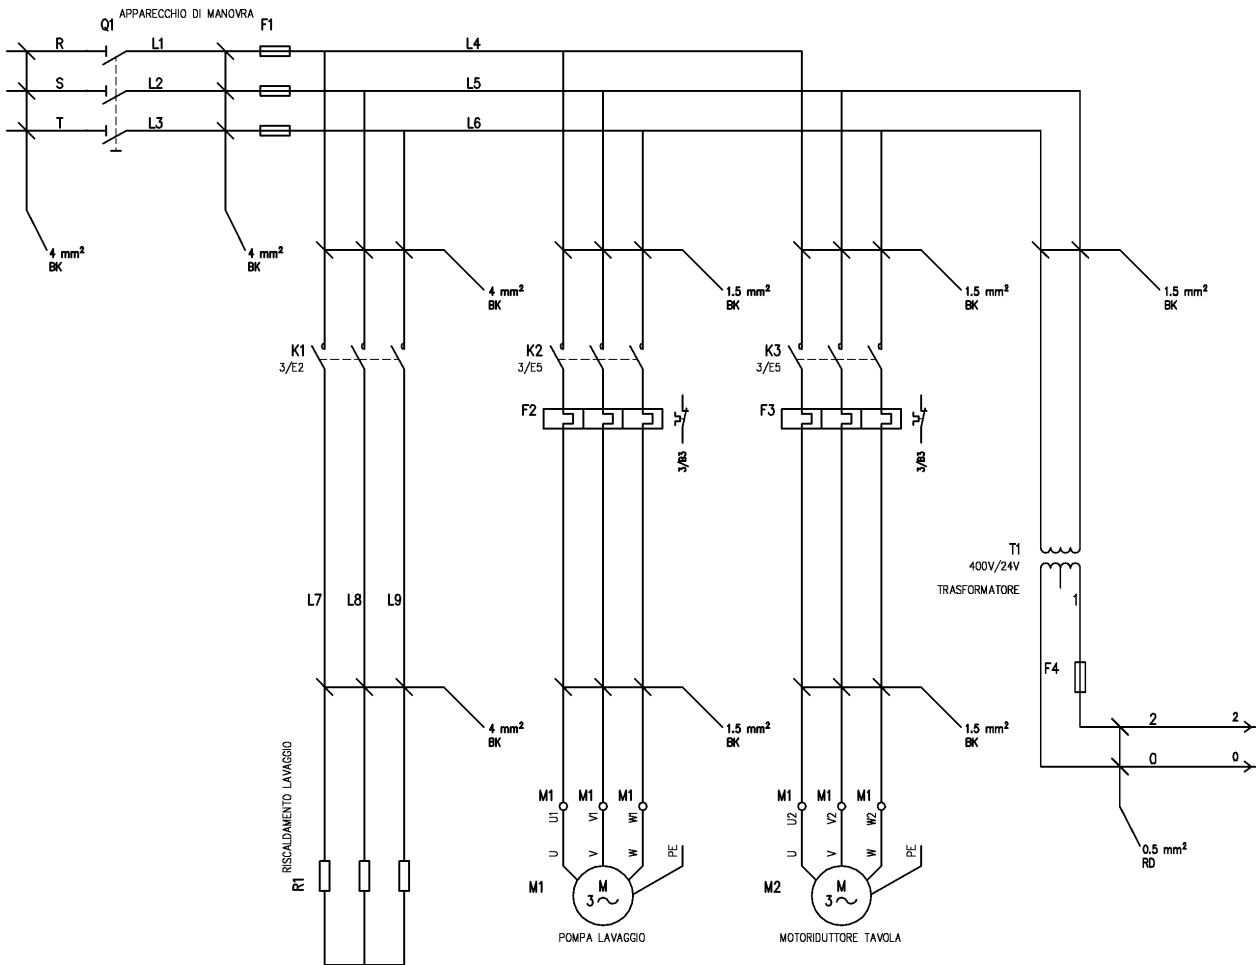 APPARECCHIO DI MANOVRA
Q1
F1
R
L1
L4
S
L2
L5
T
L3
L6
4 mm²
BK
4 mm²
BK
4 mm²
BK
1.5 mm²
BK
1.5 mm²
BK
1.5 mm²
BK
K1
3/E2
K2
3/E5
K3
3/E5
F2
3/B3
F3
3/B3
T1
400V/24V
TRASFORMATORE
1
L7
L8
L9
F4
4 mm²
BK
1.5 mm²
BK
1.5 mm²
BK
2
2
0
0
0.5 mm²
RD
RISCALDAMENTO LAVAGGIO
R1
M1
M1
M1
U1
V1
W1
U
V
W
PE
M1
M
3
POMPA LAVAGGIO
M1
M1
M1
U2
V2
W2
U
V
W
PE
M2
M
3
MOTORIDUTTORE TAVOLA